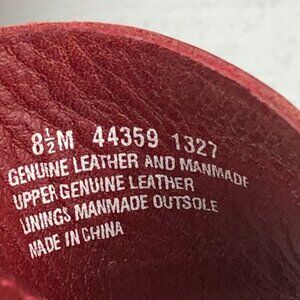 8½M 44359 1327
GENUINE LEATHER AND MANMADE
UPPER GENUINE LEATHER
LININGS MANMADE OUTSOLE
MADE IN CHINA